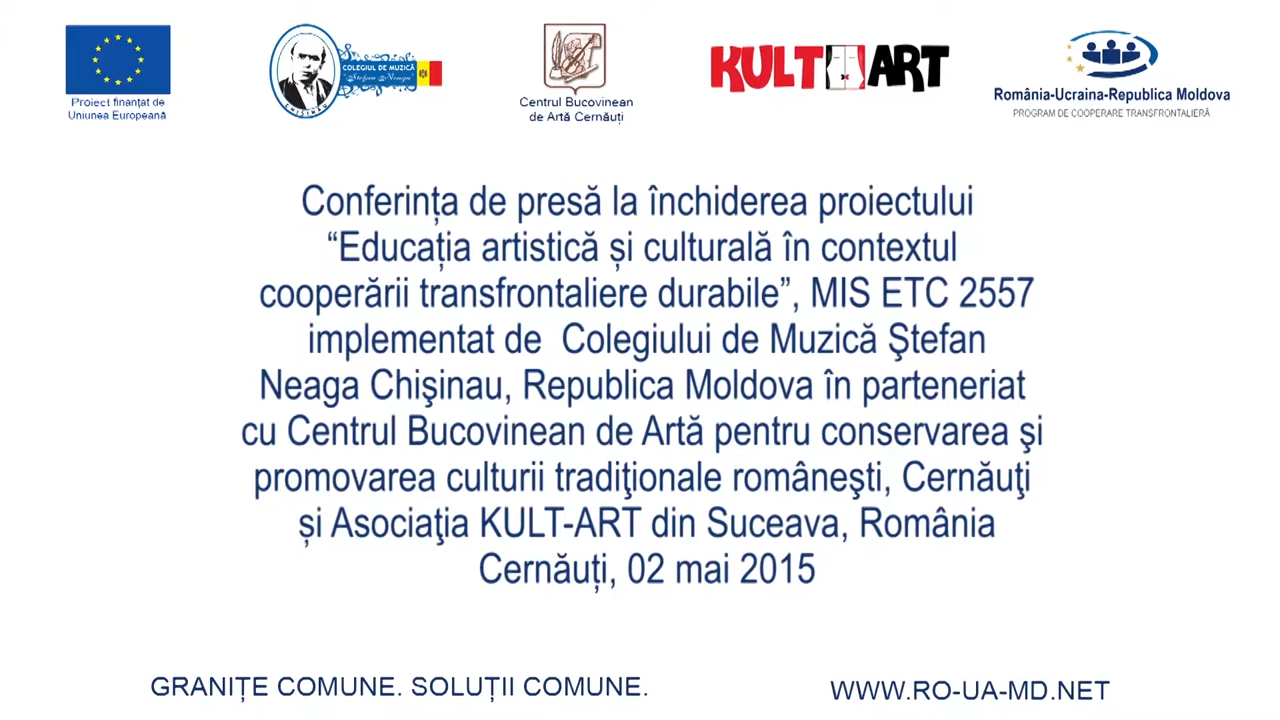 Proiect finanțat de
Uniunea Europeană
COLEGIUL DE MUZICĂ
"Ștefan Neaga"
CHIȘINĂU
Centrul Bucovinean
de Artă Cernăuți
KULT ART
România-Ucraina-Republica Moldova
PROGRAM DE COOPERARE TRANSFRONTALIERĂ
Conferința de presă la închiderea proiectului
“Educația artistică și culturală în contextul
cooperării transfrontaliere durabile”, MIS ETC 2557
implementat de Colegiului de Muzică Ştefan
Neaga Chişinau, Republica Moldova în parteneriat
cu Centrul Bucovinean de Artă pentru conservarea şi
promovarea culturii tradiţionale româneşti, Cernăuţi
și Asociaţia KULT-ART din Suceava, România
Cernăuți, 02 mai 2015
GRANIȚE COMUNE. SOLUȚII COMUNE.
WWW.RO-UA-MD.NET